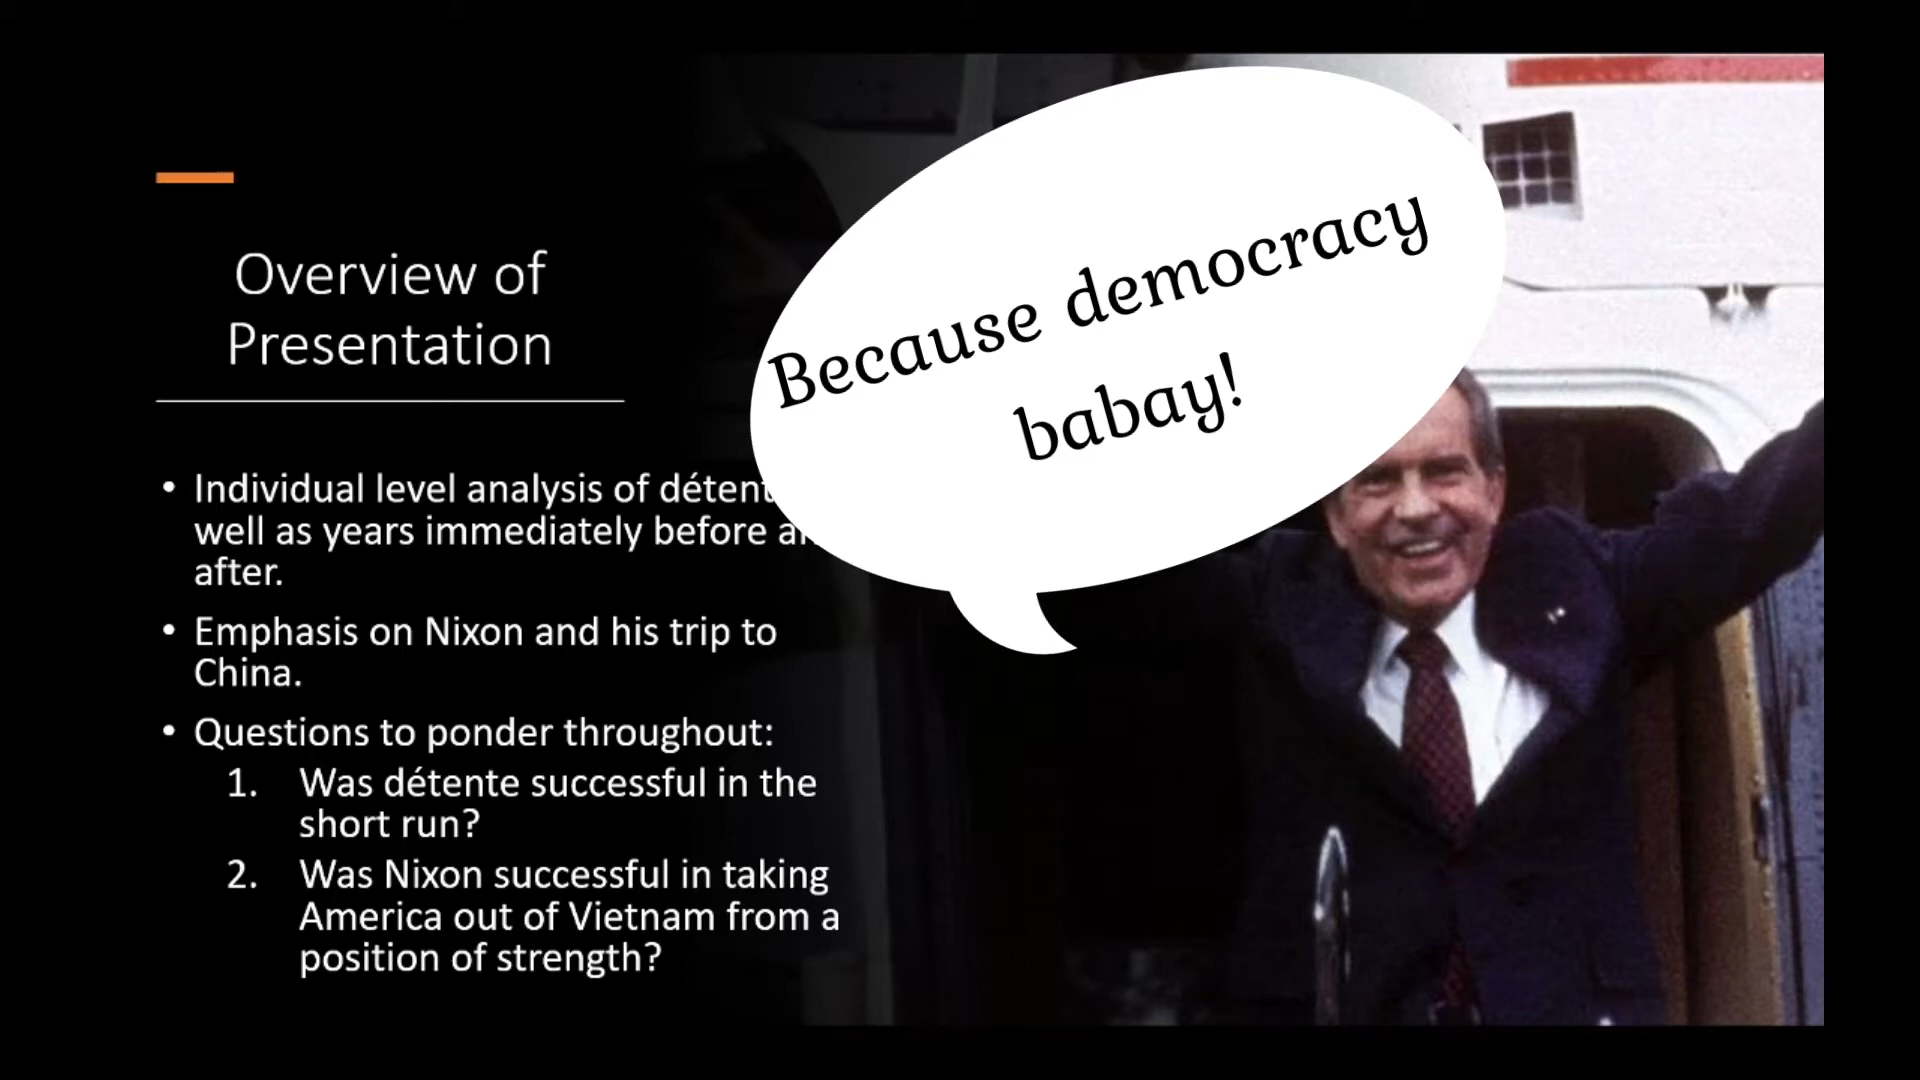 Overview of
Presentation
Because democracy
babay!
• Individual level analysis of
well as years immediately before
after.
• Emphasis on Nixon and his trip to
China.
• Questions to ponder throughout:
1. Was détente successful in the
short run?
2. Was Nixon successful in taking
America out of Vietnam from a
position of strength?